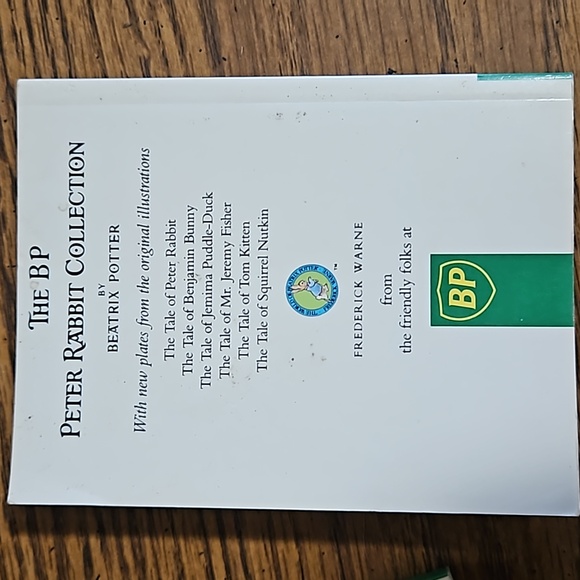 THE BP
PETER RABBIT COLLECTION
BY
BEATRIX POTTER
With new plates from the original illustrations
The Tale of Peter Rabbit
The Tale of Benjamin Bunny
The Tale of Jemima Puddle-Duck
The Tale of Mr. Jeremy Fisher
The Tale of Tom Kitten
The Tale of Squirrel Nutkin
™
FREDERICK WARNE
from
the friendly folks at
BP